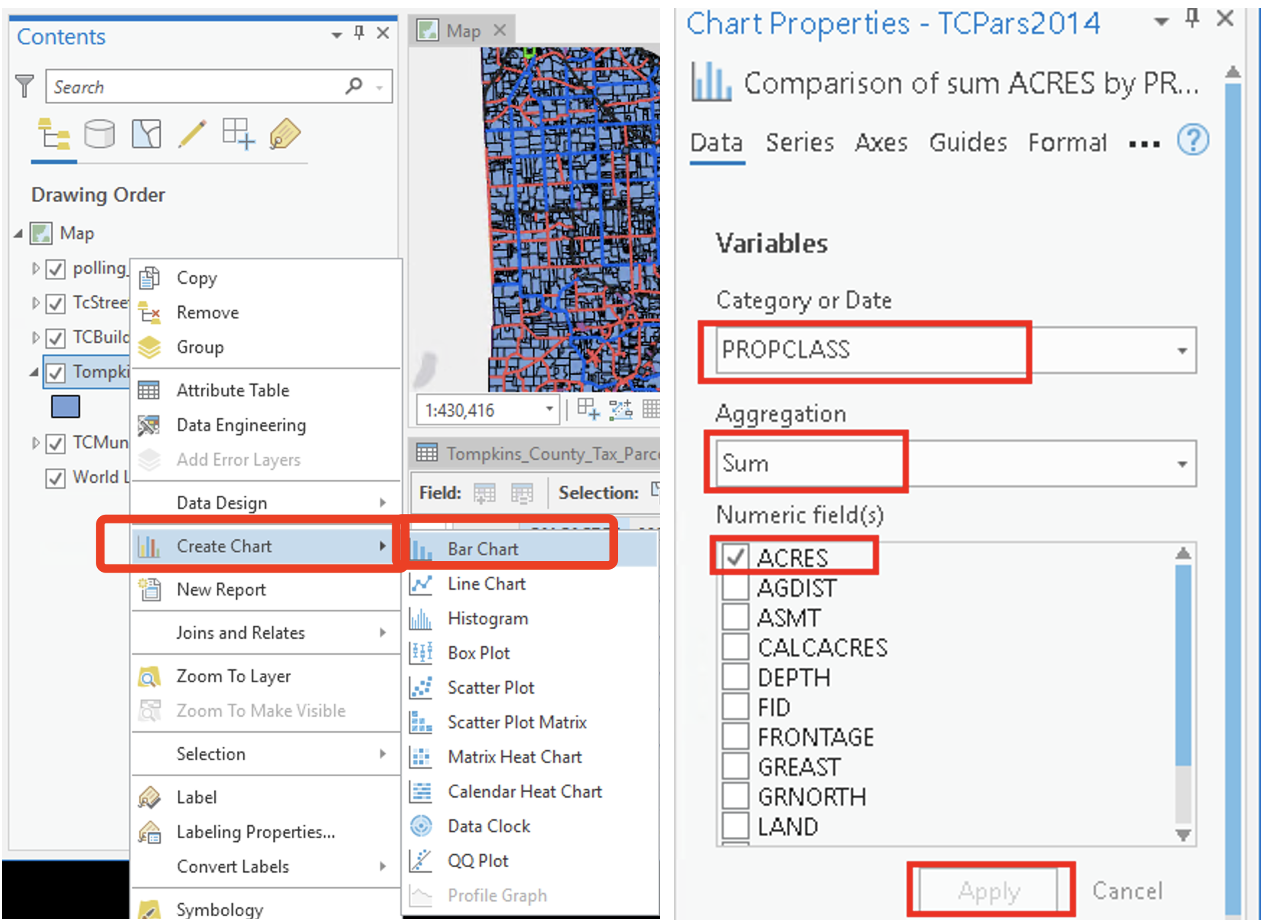 Contents
Search
Drawing Order
Map
polling_
TcStree
TCBuild
Tompki
TCMun
World L
Copy
Remove
Group
Attribute Table
Data Engineering
Add Error Layers
Data Design
Create Chart
New Report
Joins and Relates
Zoom To Layer
Zoom To Make Visible
Selection
Label
Labeling Properties...
Convert Labels
Symbology
Map
1:430,416
Tompkins_County_Tax_Parce
Field:
Selection:
Bar Chart
Line Chart
Histogram
Box Plot
Scatter Plot
Scatter Plot Matrix
Matrix Heat Chart
Calendar Heat Chart
Data Clock
QQ Plot
Profile Graph
Chart Properties - TCPars2014
Comparison of sum ACRES by PR...
Data Series Axes Guides Format ••• ?
Variables
Category or Date
PROPCLASS
Aggregation
Sum
Numeric field(s)
ACRES
AGDIST
ASMT
CALCACRES
DEPTH
FID
FRONTAGE
GREAST
GRNORTH
LAND
Apply Cancel